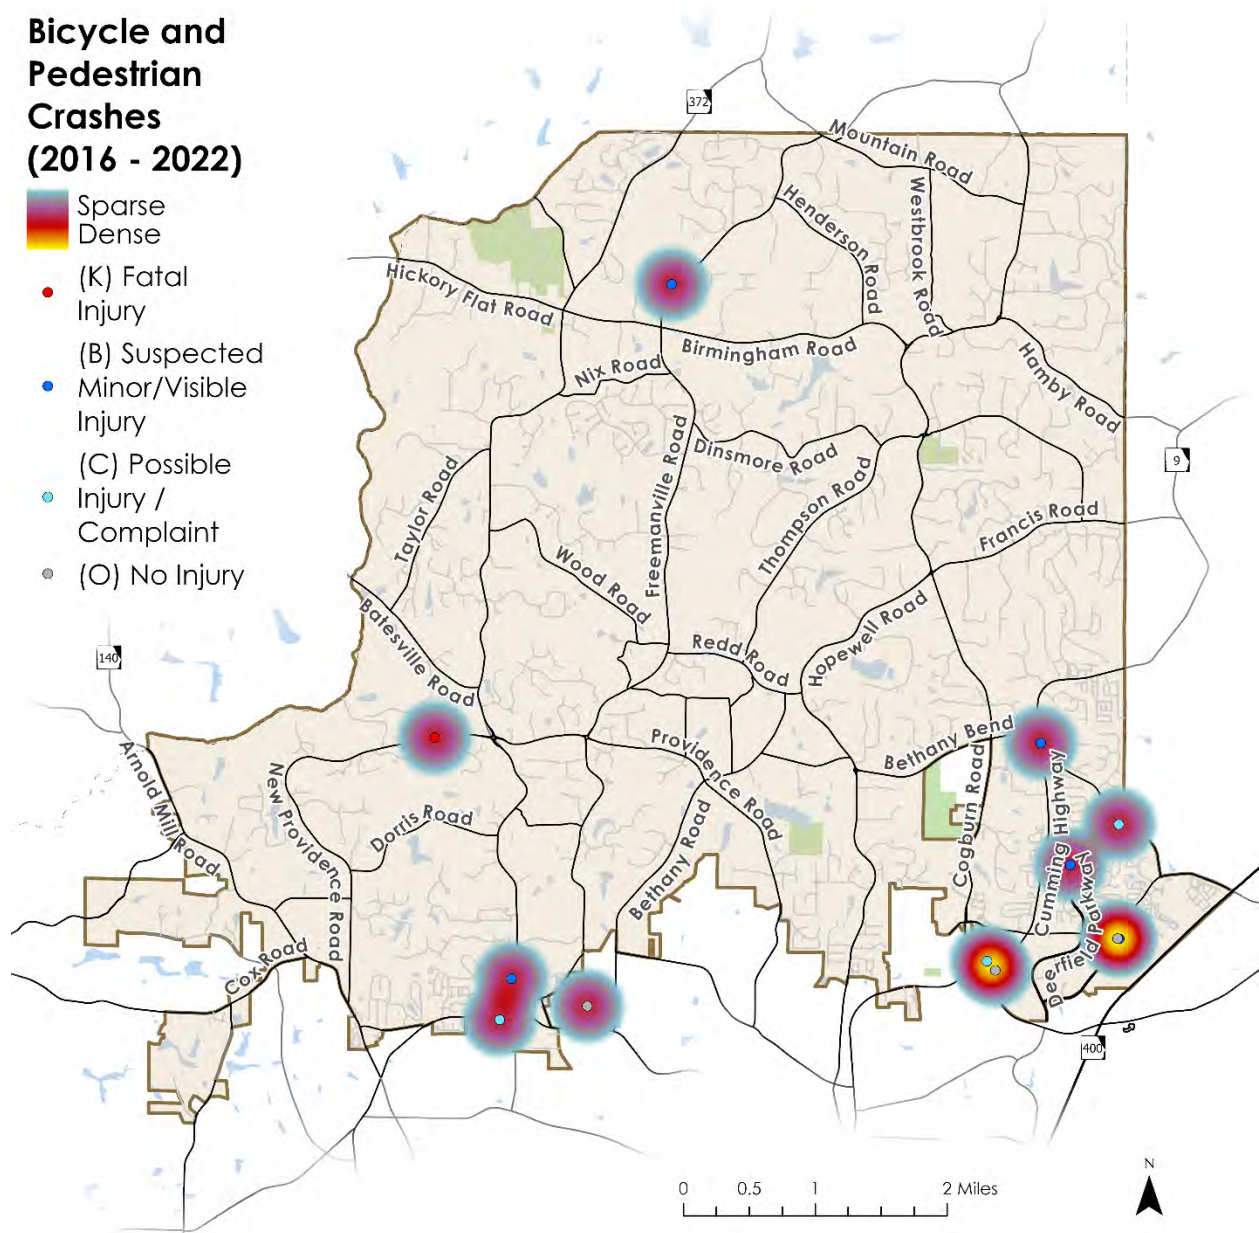 Bicycle and
Pedestrian
Crashes
(2016 - 2022)
Sparse
Dense
(K) Fatal
Injury
(B) Suspected
Minor/Visible
Injury
(C) Possible
Injury /
Complaint
(O) No Injury
372
Mountain Road
Henderson Road
Westbrook Road
Hickory Flat Road
Birmingham Road
Nix Road
Hamby Road
Freemanville Road
Dinsmore Road
9
Taylor Road
Thompson Road
Francis Road
Wood Road
Batesville Road
Hopewell Road
Redd Road
140
Arnold Mill Road
New Providence Road
Providence Road
Bethany Bend
Dorris Road
Bethany Road
Cogburn Road
Cumming Highway
Deerfield Parkway
Cox Road
400
N
0 0.5 1 2 Miles